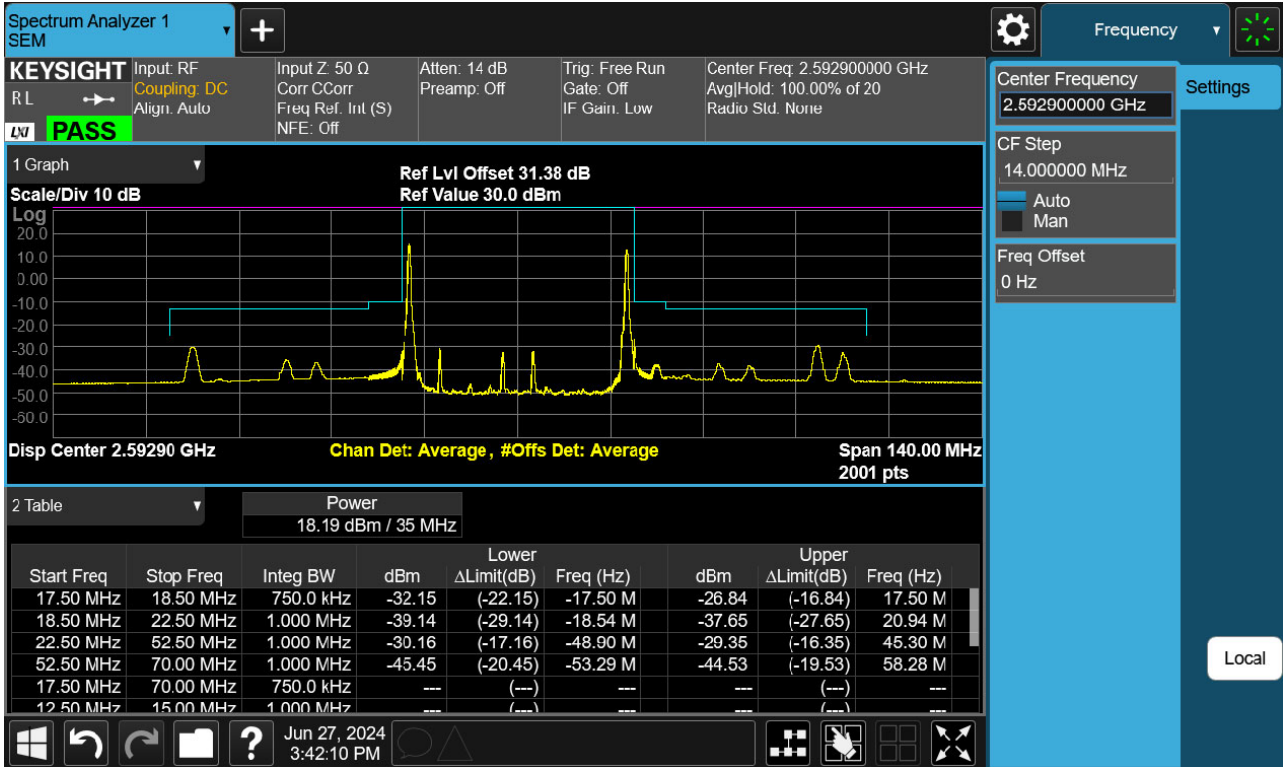 Spectrum Analyzer 1
SEM
Frequency
KEYSIGHT
R L
LXI
PASS
Input: RF
Coupling: DC
Align: Auto
Input Z: 50 Ω
Corr CCorr
Freq Ref: Int (S)
NFE: Off
Atten: 14 dB
Preamp: Off
Trig: Free Run
Gate: Off
IF Gain: Low
Center Freq: 2.592900000 GHz
Avg|Hold: 100.00% of 20
Radio Std: None
Center Frequency
2.592900000 GHz
Settings
CF Step
14.000000 MHz
Auto
Man
Freq Offset
0 Hz
Local
1 Graph
Scale/Div 10 dB
Ref Lvl Offset 31.38 dB
Ref Value 30.0 dBm
Log
20.0
10.0
0.00
-10.0
-20.0
-30.0
-40.0
-50.0
-60.0
Disp Center 2.59290 GHz Chan Det: Average, #Offs Det: Average Span 140.00 MHz
2001 pts
2 Table
Power
18.19 dBm / 35 MHz
Lower Upper
Start Freq Stop Freq Integ BW dBm ΔLimit(dB) Freq (Hz) dBm ΔLimit(dB) Freq (Hz)
17.50 MHz 18.50 MHz 750.0 kHz -32.15 (-22.15) -17.50 M -26.84 (-16.84) 17.50 M
18.50 MHz 22.50 MHz 1.000 MHz -39.14 (-29.14) -18.54 M -37.65 (-27.65) 20.94 M
22.50 MHz 52.50 MHz 1.000 MHz -30.16 (-17.16) -48.90 M -29.35 (-16.35) 45.30 M
52.50 MHz 70.00 MHz 1.000 MHz -45.45 (-20.45) -53.29 M -44.53 (-19.53) 58.28 M
17.50 MHz 70.00 MHz 750.0 kHz --- (---) --- --- (---) ---
12.50 MHz 15.00 MHz 1.000 MHz --- (---) --- --- (---) ---
Jun 27, 2024
3:42:10 PM